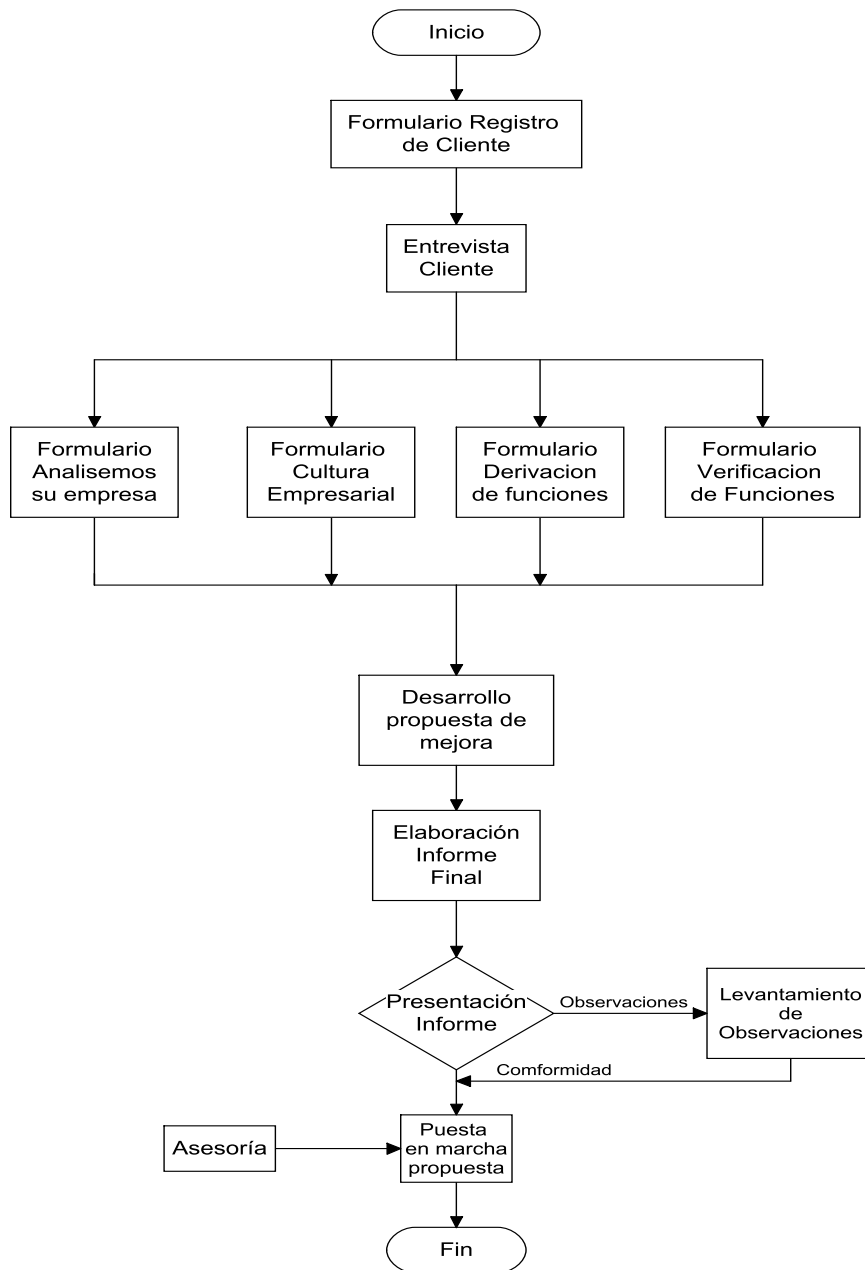 Inicio
Formulario Registro
de Cliente
Entrevista
Cliente
Formulario
Analisemos
su empresa
Formulario
Cultura
Empresarial
Formulario
Derivacion
de funciones
Formulario
Verificacion
de Funciones
Desarrollo
propuesta de
mejora
Elaboración
Informe
Final
Presentación
Informe
Observaciones
Levantamiento
de
Observaciones
Comformidad
Asesoría
Puesta
en marcha
propuesta
Fin